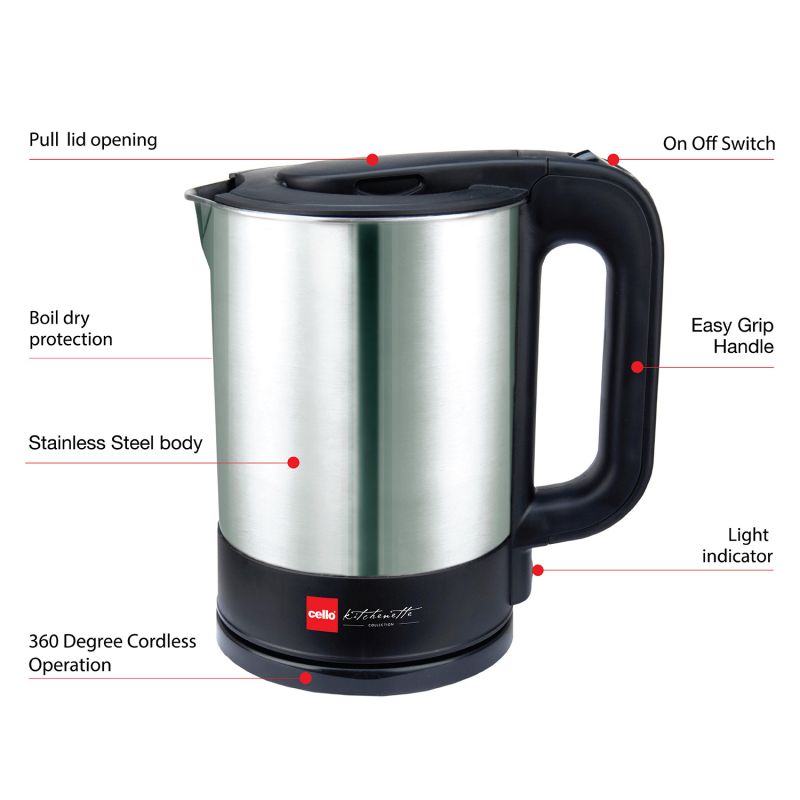 Pull lid opening
On Off Switch
Boil dry
protection
Easy Grip
Handle
Stainless Steel body
Light
indicator
cello
kitchenette
COLLECTION
360 Degree Cordless
Operation